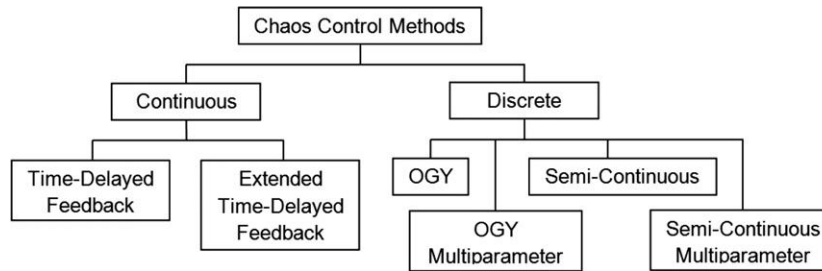 Chaos Control Methods
Continuous
Discrete
Time-Delayed
Feedback
Extended
Time-Delayed
Feedback
OGY
Semi-Continuous
OGY
Multiparameter
Semi-Continuous
Multiparameter